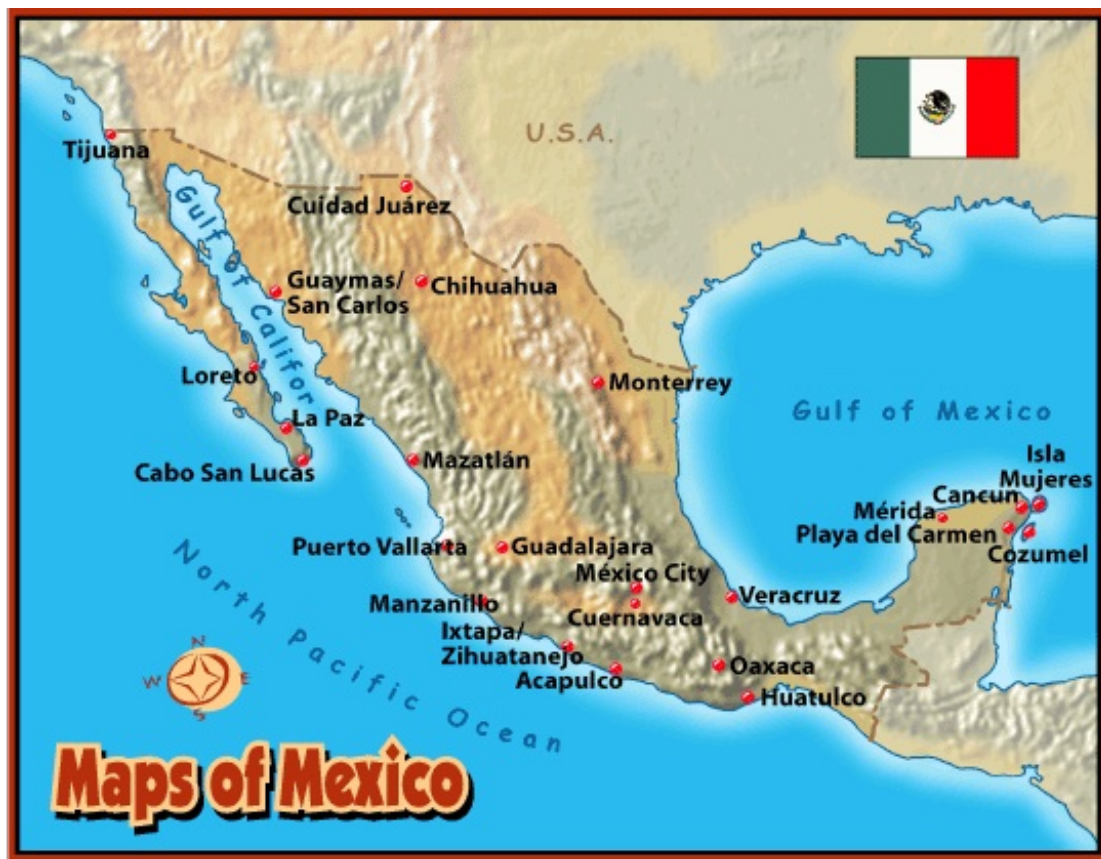 U.S.A.
Tijuana
Cuidad Juárez
Gulf of Califor
Guaymas/
San Carlos
Chihuahua
Loreto
Monterrey
La Paz
Gulf of Mexico
Cabo San Lucas
Mazatlán
Isla
Mujeres
Cancun
Mérida
Playa del Carmen
Cozumel
Puerto Vallarta
Guadalajara
México City
Veracruz
Manzanillo
Cuernavaca
Ixtapa/
Zihuatanejo
Acapulco
Oaxaca
Huatulco
North Pacific Ocean
N
W
E
S
Maps of Mexico